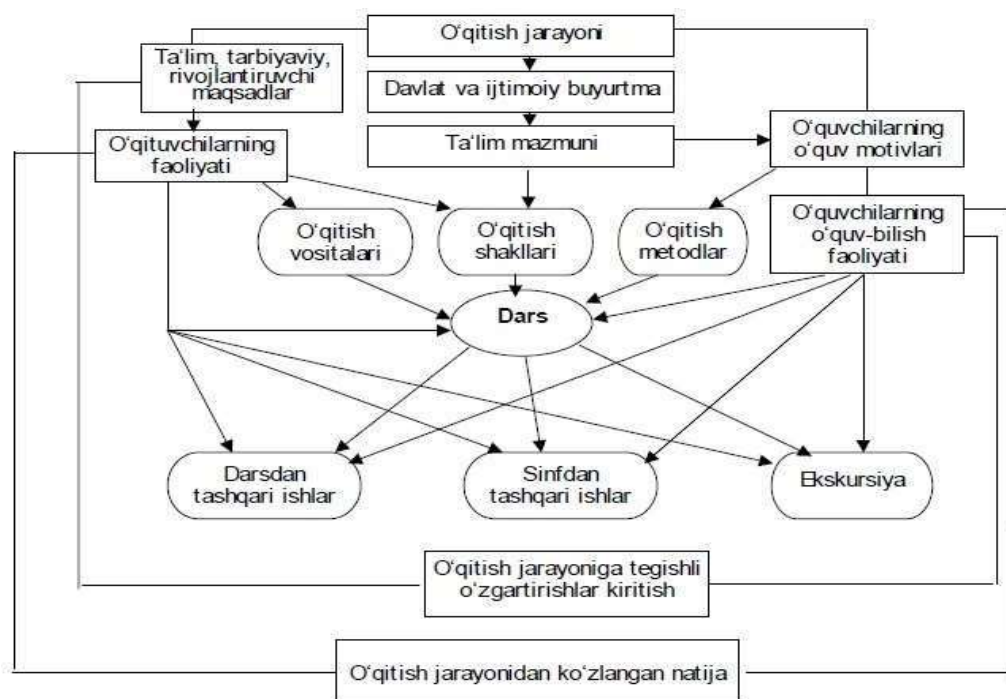 O‘qitish jarayoni
Ta‘lim, tarbiyaviy,
rivojlantiruvchi
maqsadlar
Davlat va ijtimoiy buyurtma
O‘qituvchilarning
faoliyati
Ta‘lim mazmuni
O‘quvchilarning
o‘quv motivlari
O‘qitish
vositalari
O‘qitish
shakllari
O‘qitish
metodlar
O‘quvchilarning
o‘quv-bilish
faoliyati
Dars
Darsdan
tashqari ishlar
Sinfdan
tashqari ishlar
Ekskursiya
O‘qitish jarayoniga tegishli
o‘zgartirishlar kiritish
O‘qitish jarayonidan ko‘zlangan natija